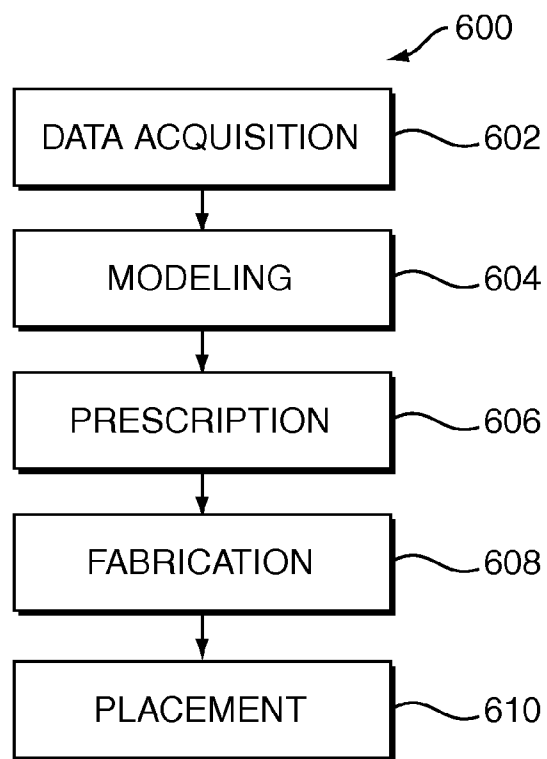 600
DATA ACQUISITION 602
MODELING 604
PRESCRIPTION 606
FABRICATION 608
PLACEMENT 610